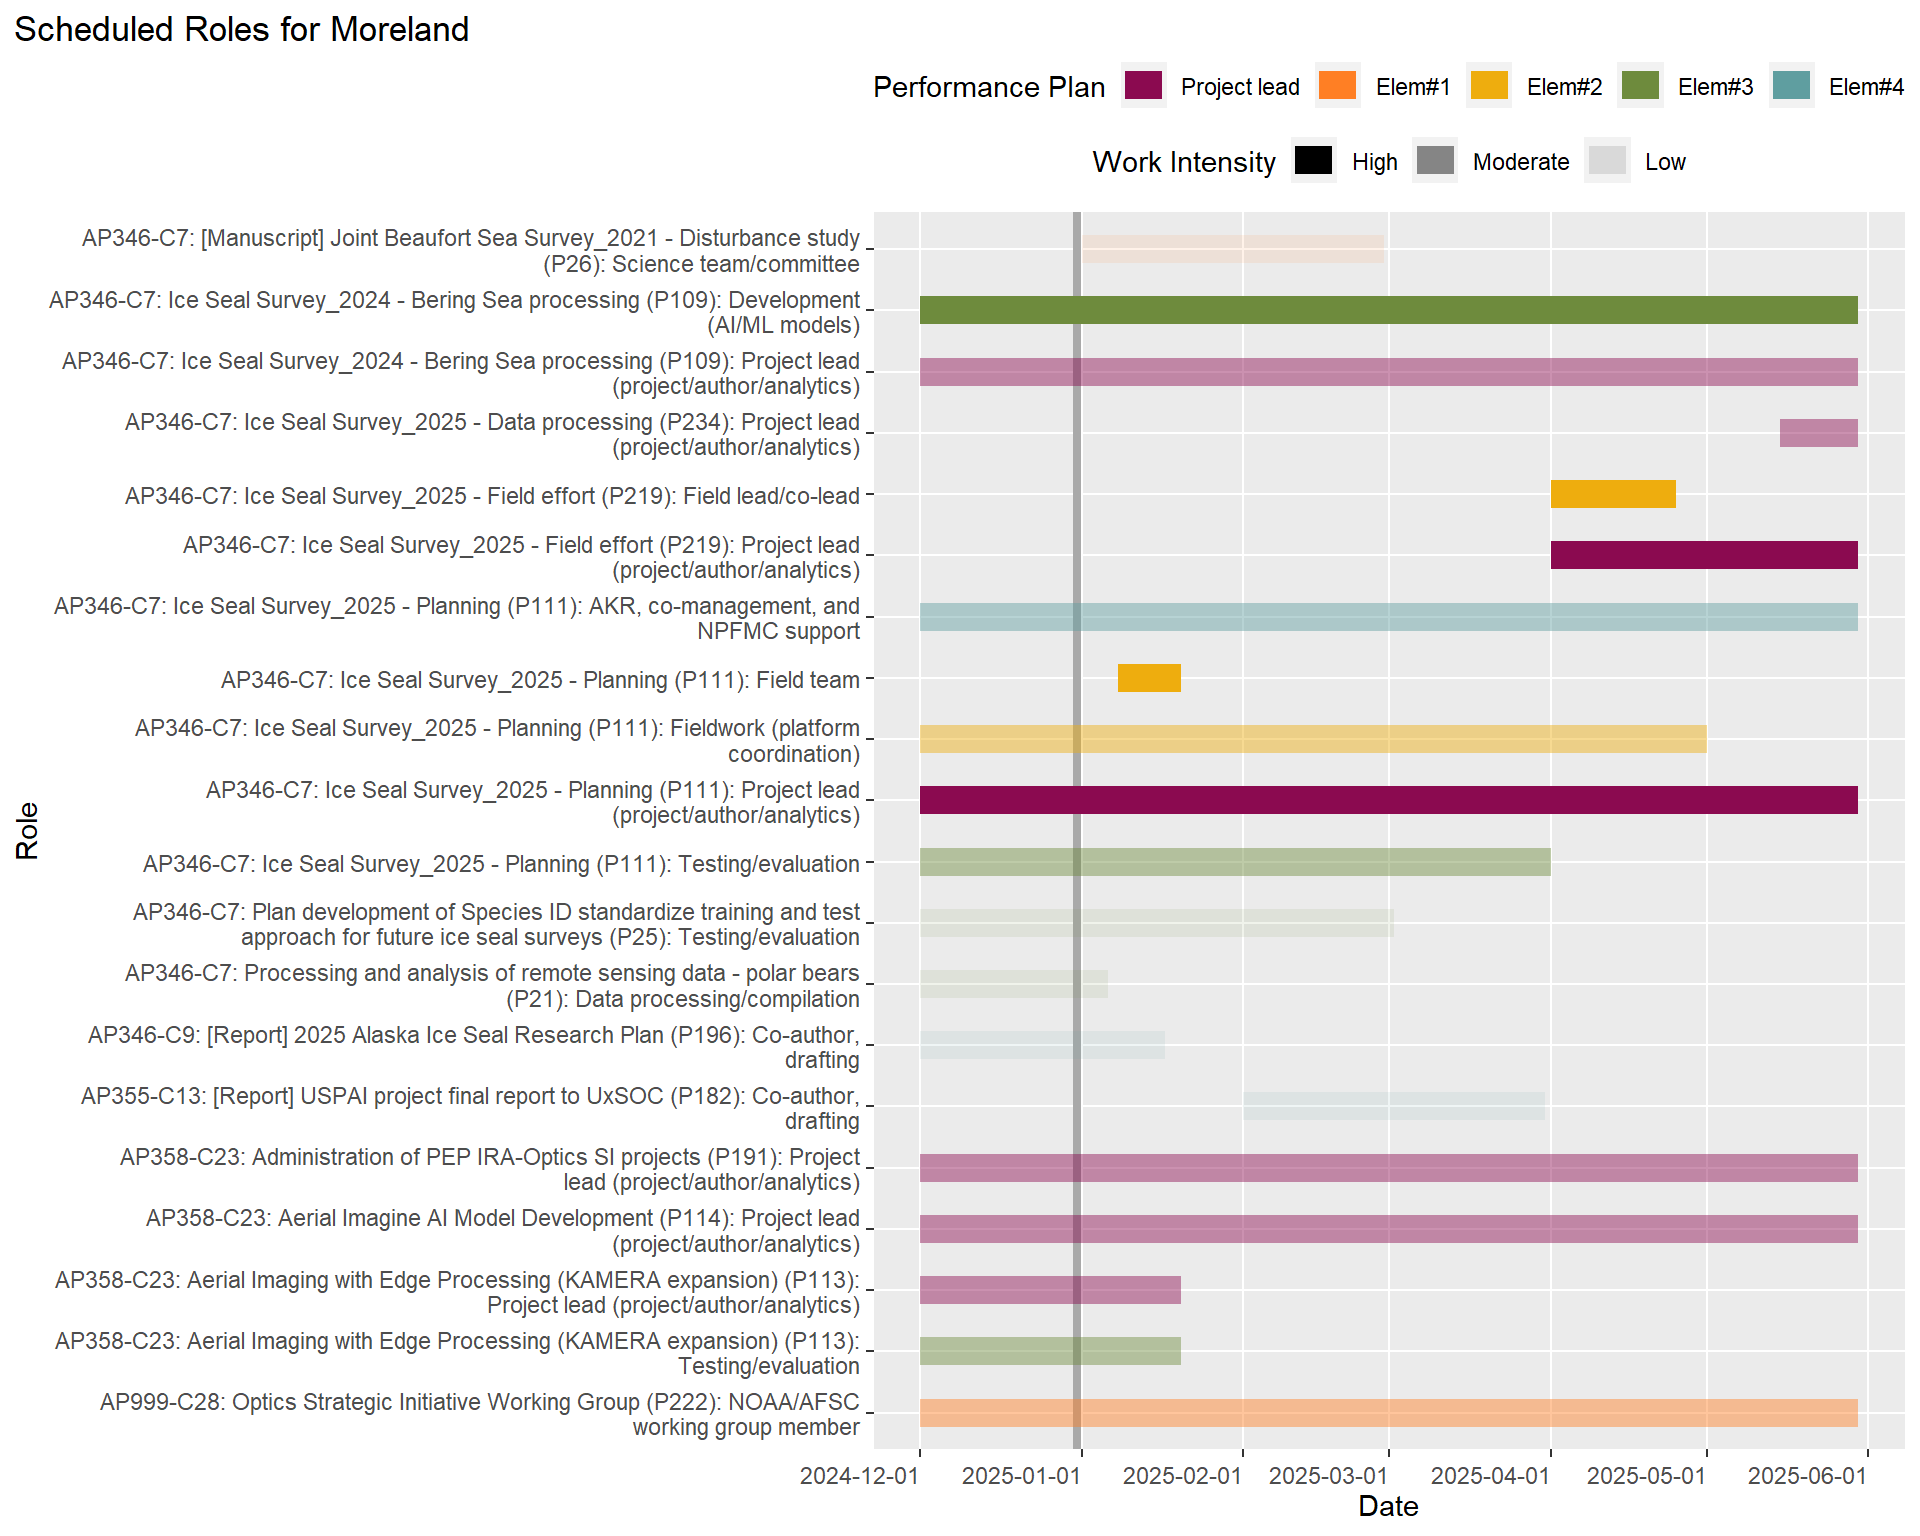 Scheduled Roles for Moreland
Performance Plan Project lead Elem#1 Elem#2 Elem#3 Elem#4
Work Intensity High Moderate Low
AP346-C7: [Manuscript] Joint Beaufort Sea Survey_2021 - Disturbance study
(P26): Science team/committee
AP346-C7: Ice Seal Survey_2024 - Bering Sea processing (P109): Development
(AI/ML models)
AP346-C7: Ice Seal Survey_2024 - Bering Sea processing (P109): Project lead
(project/author/analytics)
AP346-C7: Ice Seal Survey_2025 - Data processing (P234): Project lead
(project/author/analytics)
AP346-C7: Ice Seal Survey_2025 - Field effort (P219): Field lead/co-lead
AP346-C7: Ice Seal Survey_2025 - Field effort (P219): Project lead
(project/author/analytics)
AP346-C7: Ice Seal Survey_2025 - Planning (P111): AKR, co-management, and
NPFMC support
AP346-C7: Ice Seal Survey_2025 - Planning (P111): Field team
AP346-C7: Ice Seal Survey_2025 - Planning (P111): Fieldwork (platform
coordination)
AP346-C7: Ice Seal Survey_2025 - Planning (P111): Project lead
(project/author/analytics)
AP346-C7: Ice Seal Survey_2025 - Planning (P111): Testing/evaluation
AP346-C7: Plan development of Species ID standardize training and test
approach for future ice seal surveys (P25): Testing/evaluation
AP346-C7: Processing and analysis of remote sensing data - polar bears
(P21): Data processing/compilation
AP346-C9: [Report] 2025 Alaska Ice Seal Research Plan (P196): Co-author,
drafting
AP355-C13: [Report] USPAI project final report to UxSOC (P182): Co-author,
drafting
AP358-C23: Administration of PEP IRA-Optics SI projects (P191): Project
lead (project/author/analytics)
AP358-C23: Aerial Imagine AI Model Development (P114): Project lead
(project/author/analytics)
AP358-C23: Aerial Imaging with Edge Processing (KAMERA expansion) (P113):
Project lead (project/author/analytics)
AP358-C23: Aerial Imaging with Edge Processing (KAMERA expansion) (P113):
Testing/evaluation
AP999-C28: Optics Strategic Initiative Working Group (P222): NOAA/AFSC
working group member
Role
2024-12-01 2025-01-01 2025-02-01 2025-03-01 2025-04-01 2025-05-01 2025-06-01
Date